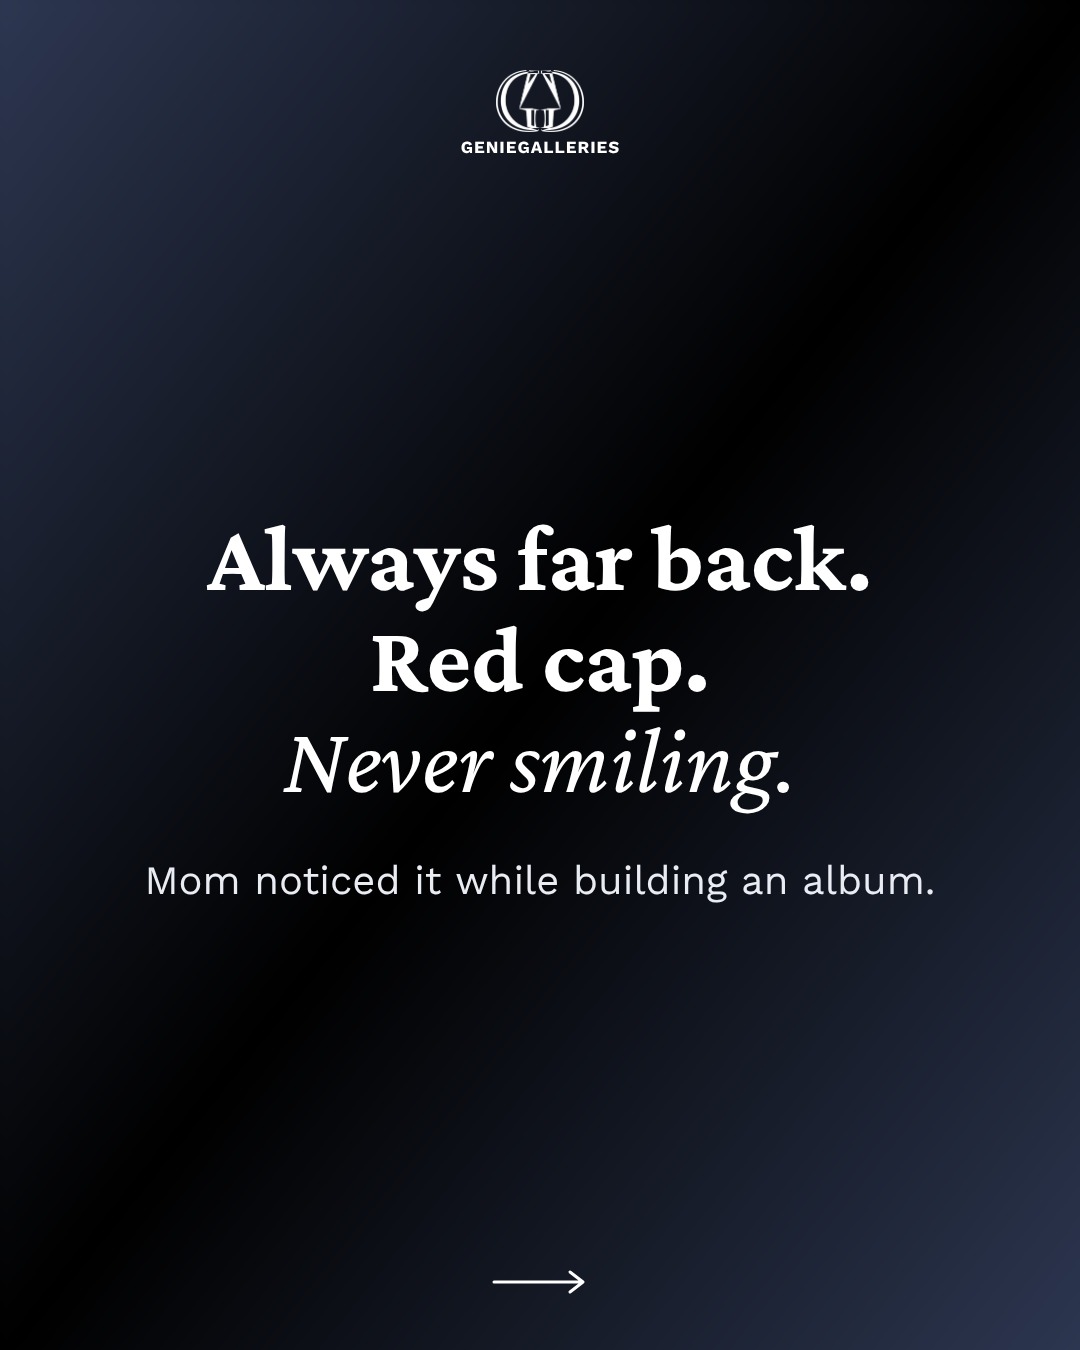 GENIEGALLERIES
Always far back.
Red cap.
Never smiling.
Mom noticed it while building an album.